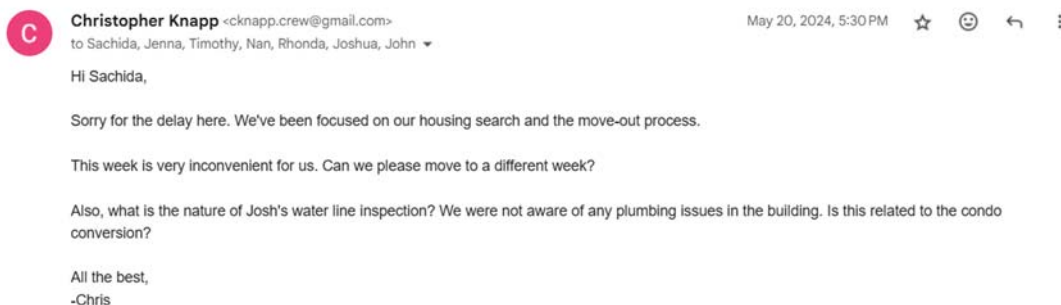 C
Christopher Knapp <cknapp.crew@gmail.com>
May 20, 2024, 5:30 PM
to Sachida, Jenna, Timothy, Nan, Rhonda, Joshua, John
Hi Sachida,
Sorry for the delay here. We've been focused on our housing search and the move-out process.
This week is very inconvenient for us. Can we please move to a different week?
Also, what is the nature of Josh's water line inspection? We were not aware of any plumbing issues in the building. Is this related to the condo
conversion?
All the best,
-Chris